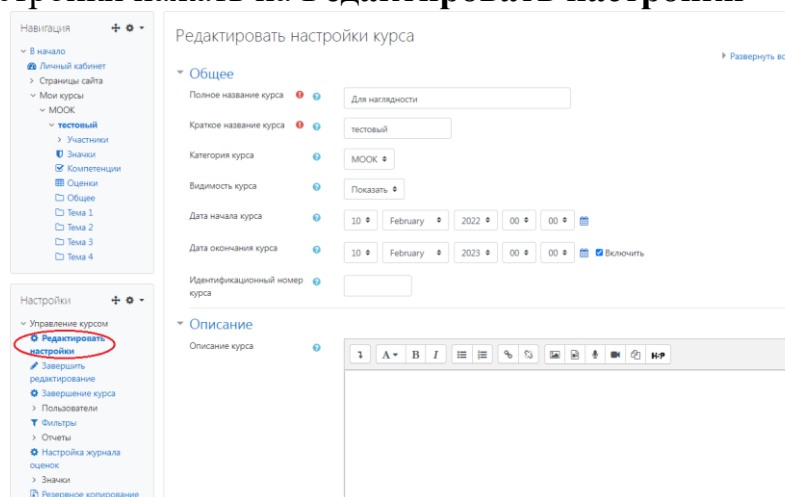 Редактировать настройки
Навигация
В начало
Личный кабинет
Страницы сайта
Мои курсы
МООК
тестовый
Участники
Значки
Компетенции
Оценки
Общее
Тема 1
Тема 2
Тема 3
Тема 4
Настройки
Управление курсом
Редактировать
настройки
Завершить
редактирование
Завершение курса
Пользователи
Фильтры
Отчеты
Настройка журнала
оценок
Значки
Резервное копирование
Редактировать настройки курса
Развернуть вс
Общее
Полное название курса Для наглядности
Краткое название курса тестовый
Категория курса МООК
Видимость курса Показать
Дата начала курса 10 February 2022 00 00
Дата окончания курса 10 February 2023 00 00 Включить
Идентификационный номер
курса
Описание
Описание курса
A B I H-P